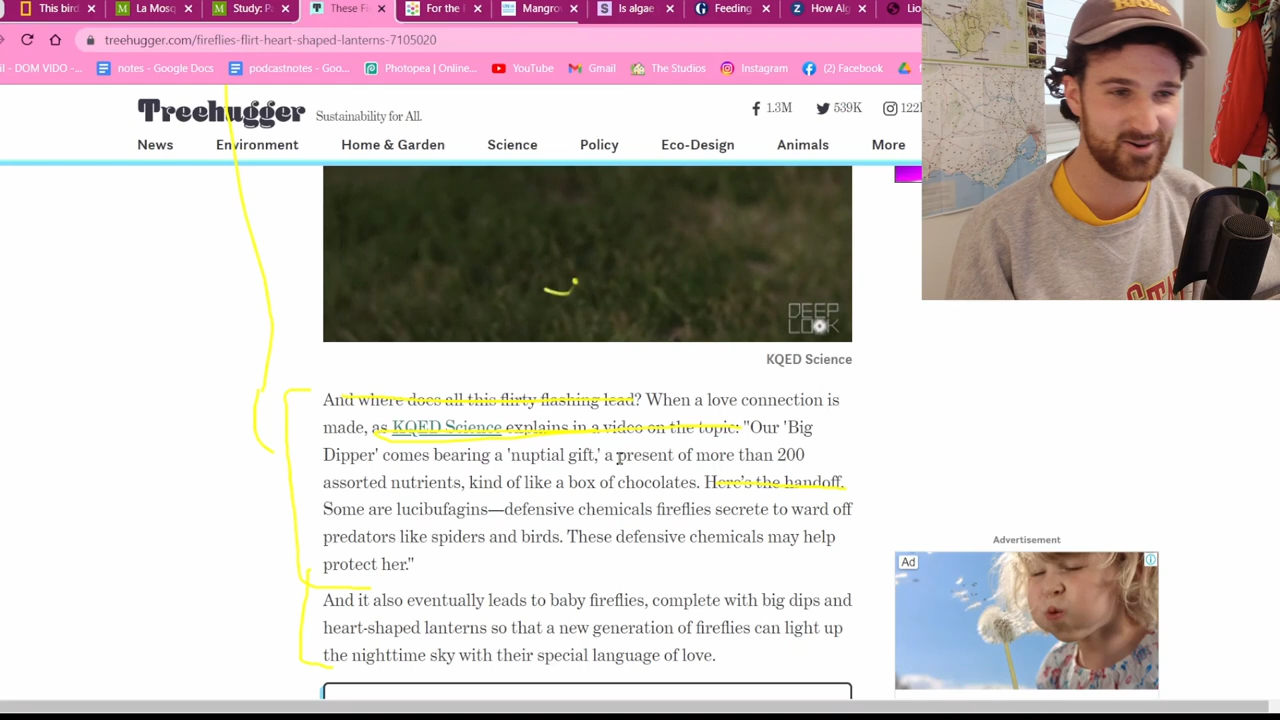 This bird
La Mosq
Study: Pa
These Fi
For the l
Mangro
Is algae
Feeding
How Alg
Lio
treehugger.com/fireflies-flirt-heart-shaped-lanterns-7105020
il - DOM VIDO -...
notes - Google Docs
podcastnotes - Goo...
Photopea | Online...
YouTube
Gmail
The Studios
Instagram
(2) Facebook
Treehugger
Sustainability for All.
1.3M
539K
122
News
Environment
Home & Garden
Science
Policy
Eco-Design
Animals
More
DEEP
LOOK
KQED Science
And where does all this flirty flashing lead? When a love connection is
made, as KQED Science explains in a video on the topic: "Our 'Big
Dipper' comes bearing a 'nuptial gift,' a present of more than 200
assorted nutrients, kind of like a box of chocolates. Here's the handoff.
Some are lucibufagins—defensive chemicals fireflies secrete to ward off
predators like spiders and birds. These defensive chemicals may help
protect her."
And it also eventually leads to baby fireflies, complete with big dips and
heart-shaped lanterns so that a new generation of fireflies can light up
the nighttime sky with their special language of love.
Advertisement
Ad